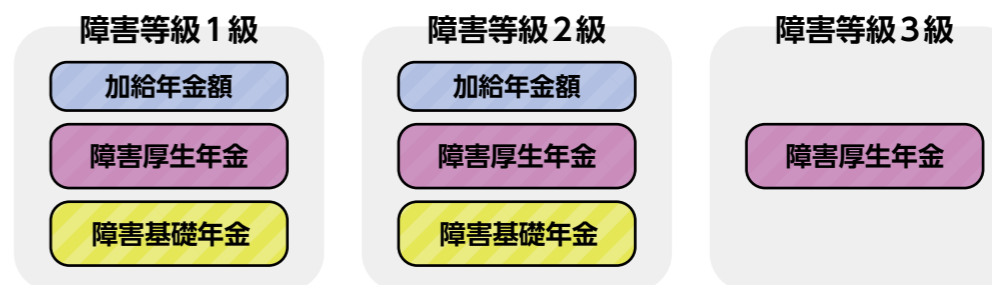 障害等級1級
加給年金額
障害厚生年金
障害基礎年金
障害等級2級
加給年金額
障害厚生年金
障害基礎年金
障害等級3級
障害厚生年金